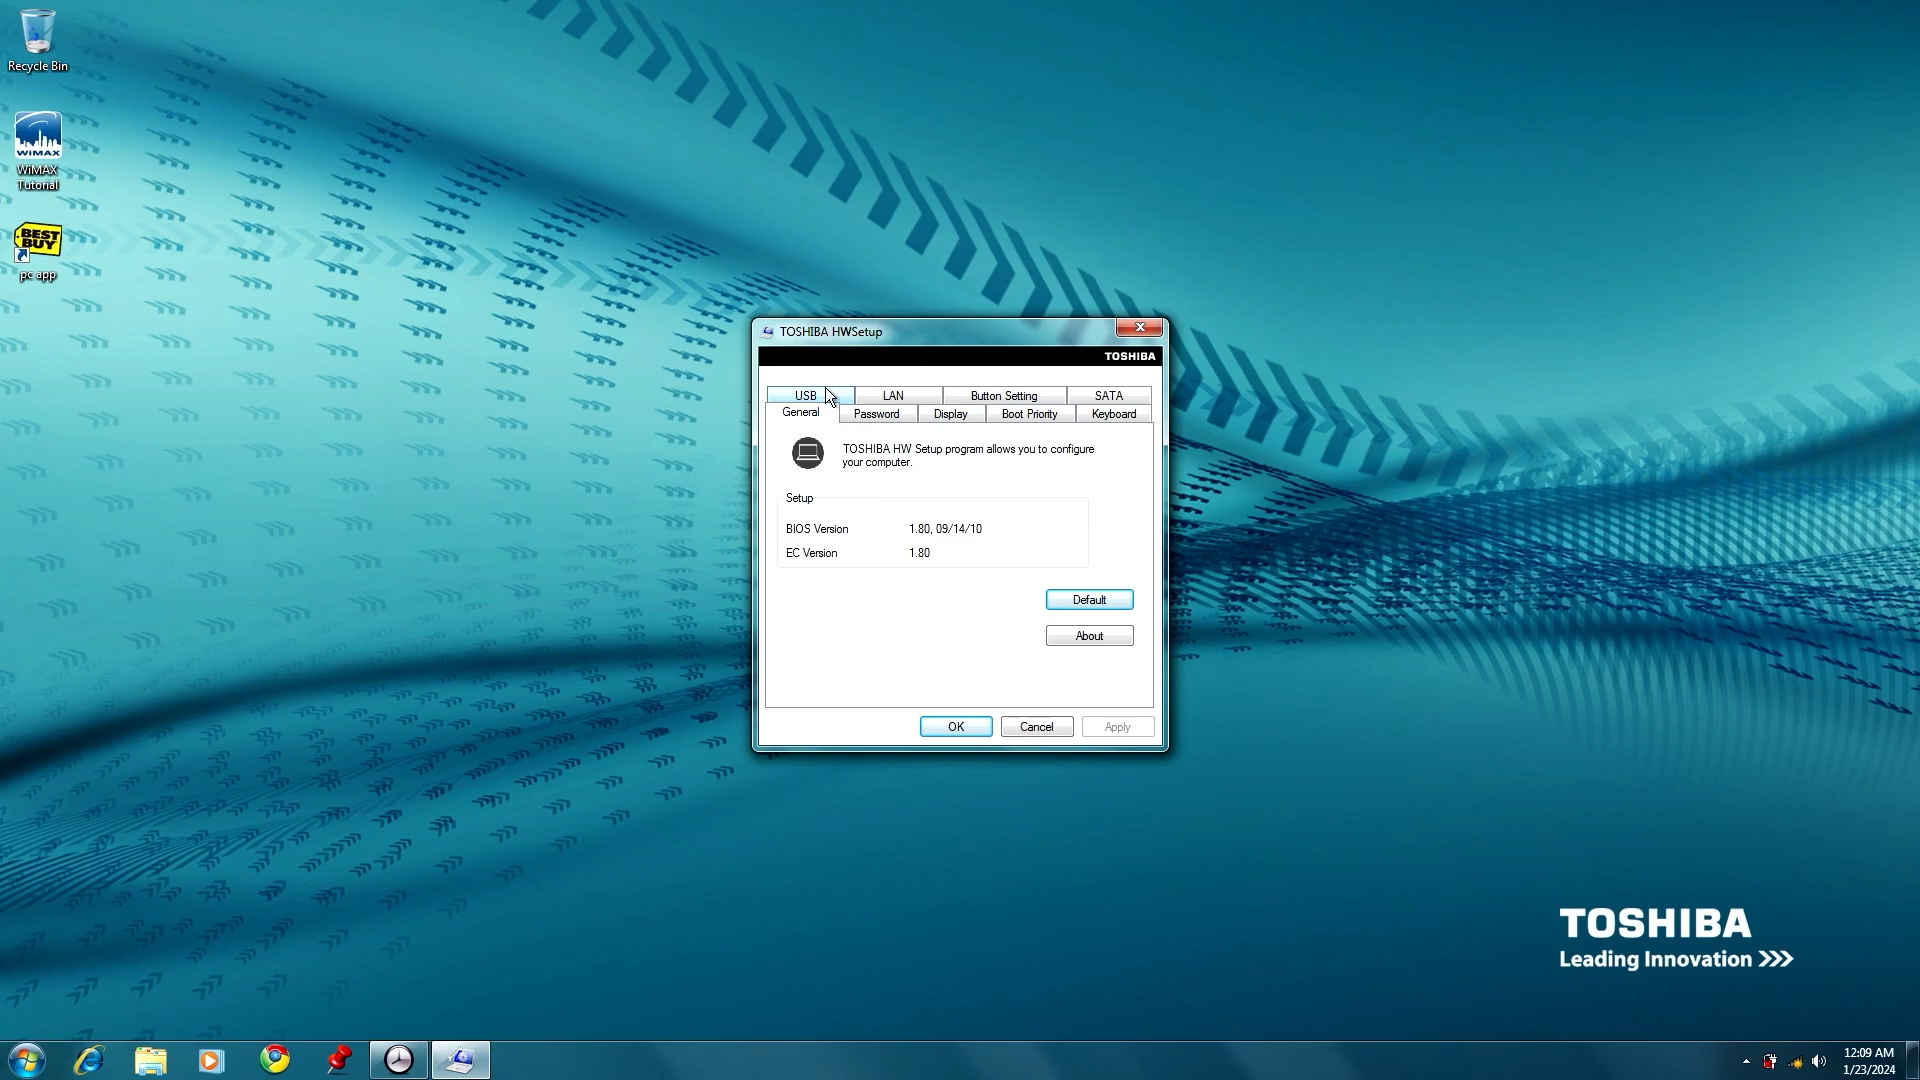 Recycle Bin
WiMAX
WiMAX
Tutorial
BEST
BUY
pc app
TOSHIBA HWSetup
TOSHIBA
USB LAN Button Setting SATA
General Password Display Boot Priority Keyboard
TOSHIBA HW Setup program allows you to configure
your computer.
Setup
BIOS Version 1.80, 09/14/10
EC Version 1.80
Default
About
OK Cancel Apply
TOSHIBA
Leading Innovation >>>
12:09 AM
1/23/2024